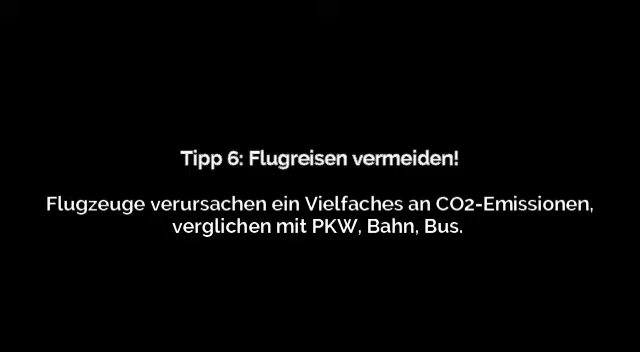 Tipp 6: Flugreisen vermeiden!
Flugzeuge verursachen ein Vielfaches an CO2-Emissionen,
verglichen mit PKW, Bahn, Bus.